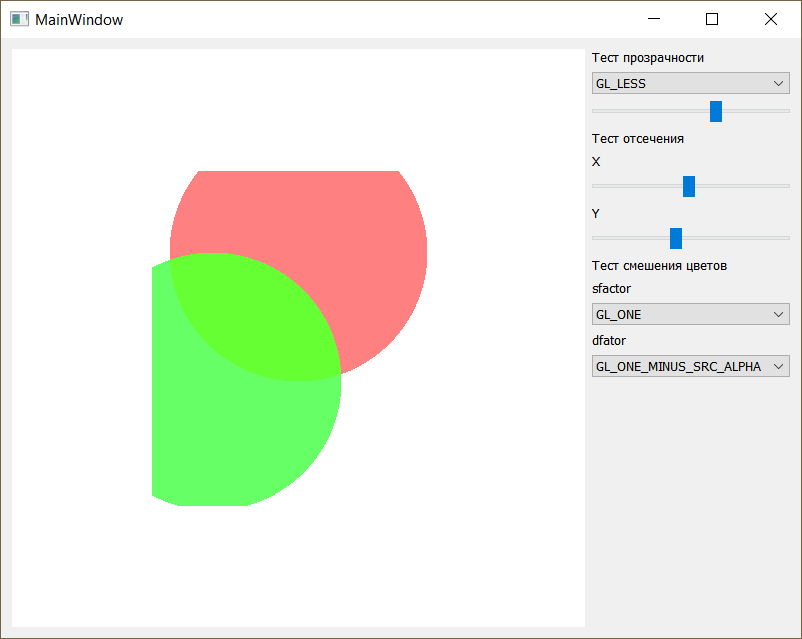 MainWindow
Тест прозрачности
GL_LESS
Тест отсечения
X
Y
Тест смешения цветов
sfactor
GL_ONE
dfator
GL_ONE_MINUS_SRC_ALPHA